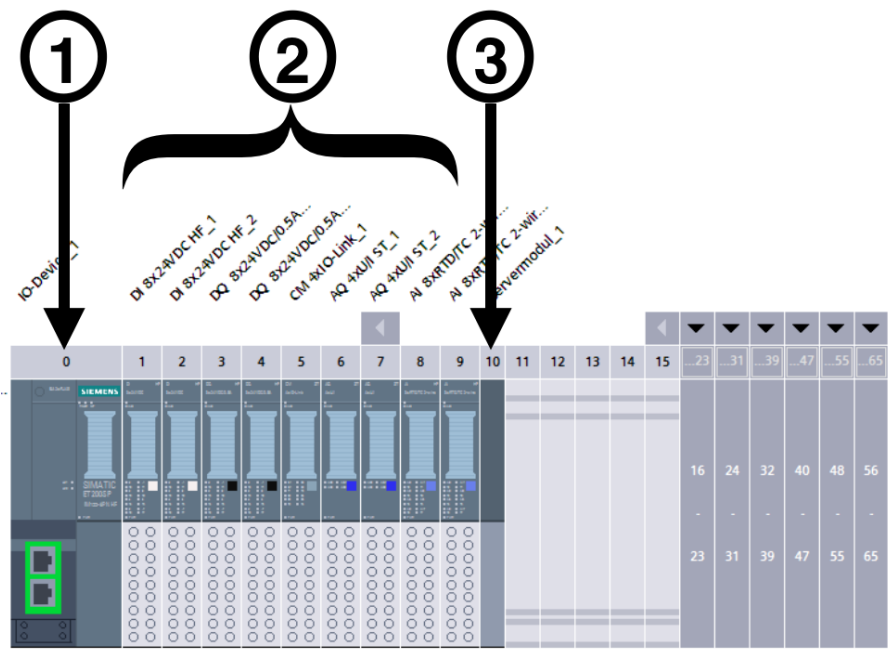 1 2 3
IO-Device_1
DI 8x24VDC HF_1
DI 8x24VDC HF_2
DQ 8x24VDC/0.5A...
DQ 8x24VDC/0.5A...
CM 4xIO-Link_1
AQ 4xU/I ST_1
AQ 4xU/I ST_2
AI 8xRTD/TC 2-wir...
AI 8xRTD/TC 2-wir...
Servermodul_1
0 1 2 3 4 5 6 7 8 9 10 11 12 13 14 15 ...23 ...31 ...39 ...47 ...55 ...65
SIEMENS
SIMATIC
ET 200SP
16 24 32 40 48 56
- - - - - -
23 31 39 47 55 65